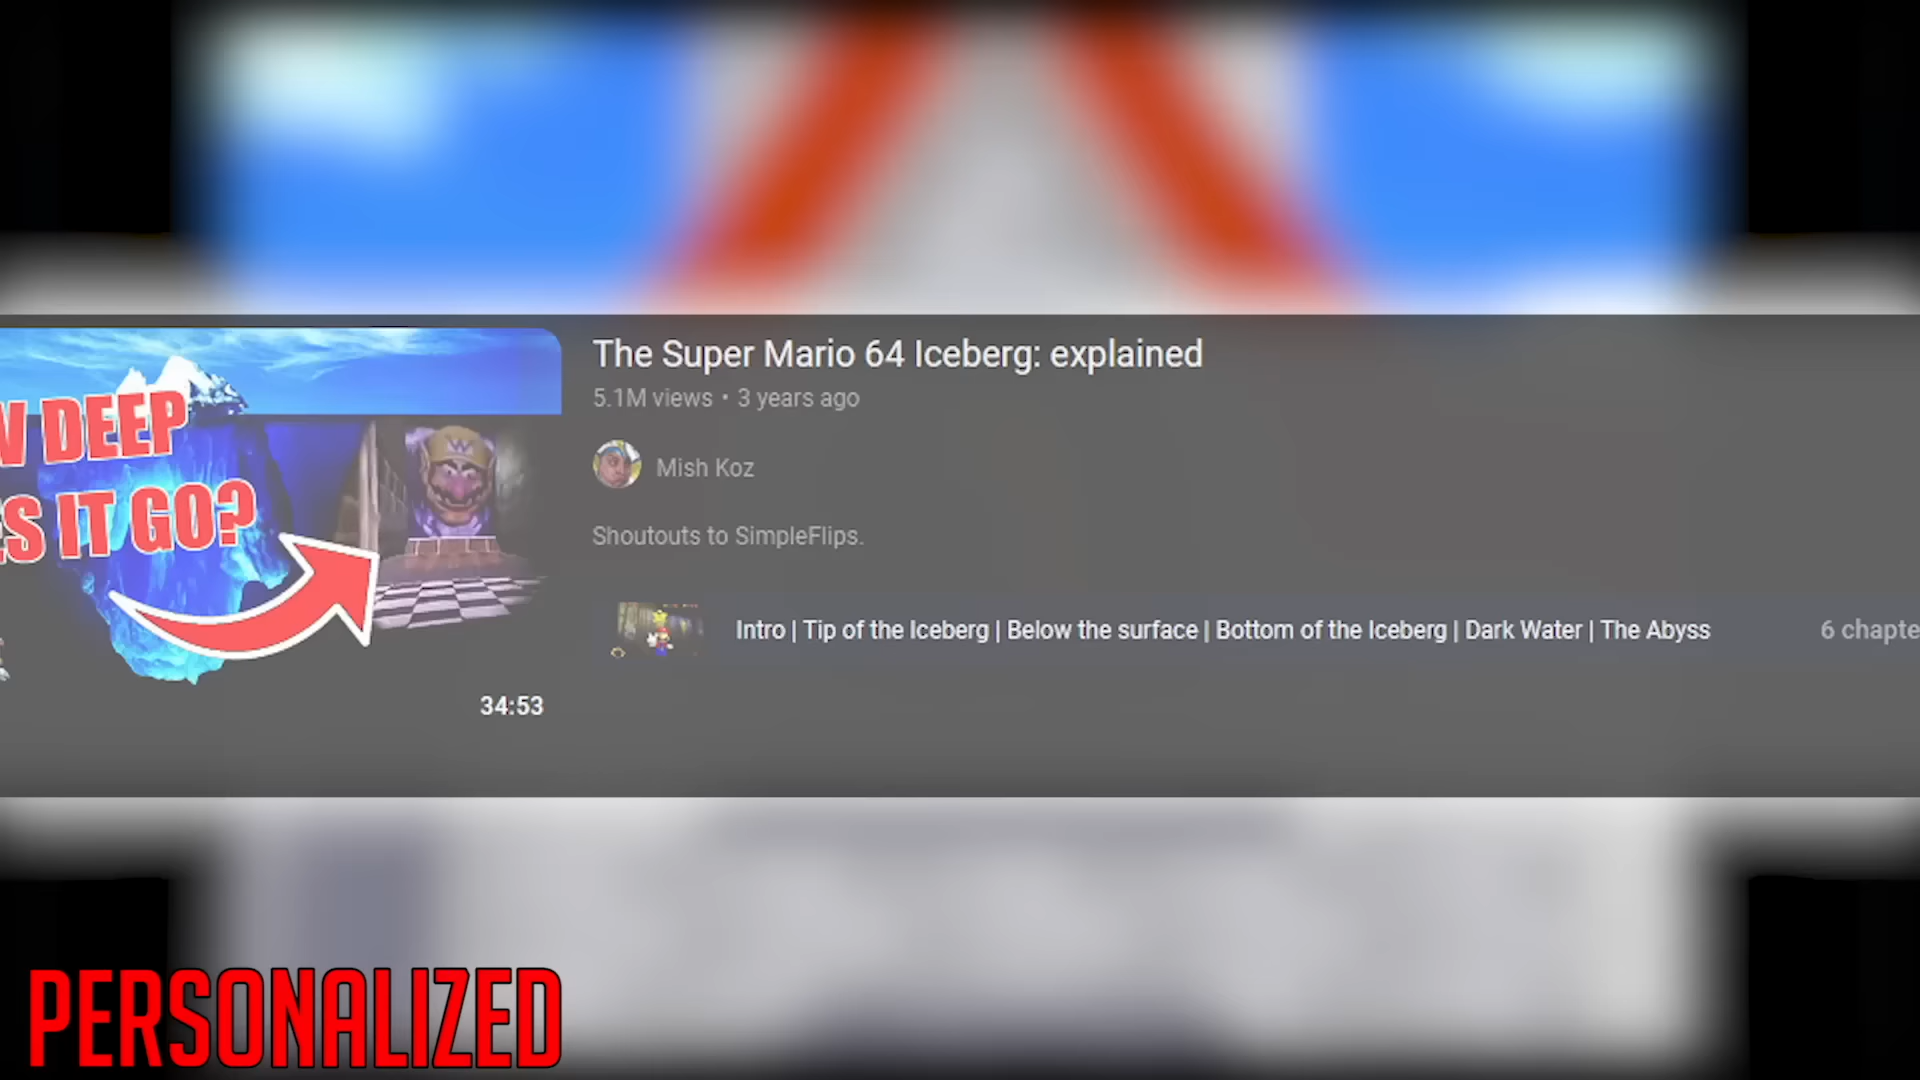 W DEEP
ES IT GO?
34:53
The Super Mario 64 Iceberg: explained
5.1M views • 3 years ago
Mish Koz
Shoutouts to SimpleFlips.
Intro | Tip of the Iceberg | Below the surface | Bottom of the Iceberg | Dark Water | The Abyss
6 chapte
PERSONALIZED